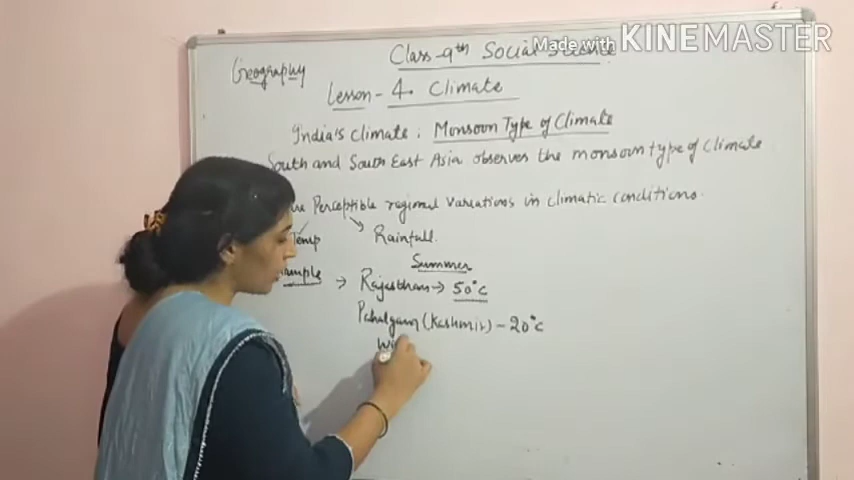 Made with KINEMASTER
Class-9th Social Science
Geography
Lesson - 4. Climate
India's climate : Monsoon Type of Climate
South and South East Asia observes the monsoon type of Climate
Perceptible regional variations in climatic conditions.
Temp Rainfall.
Summer
→ Rajasthan → 50°C
Pahalgam (Kashmir) - 20°C